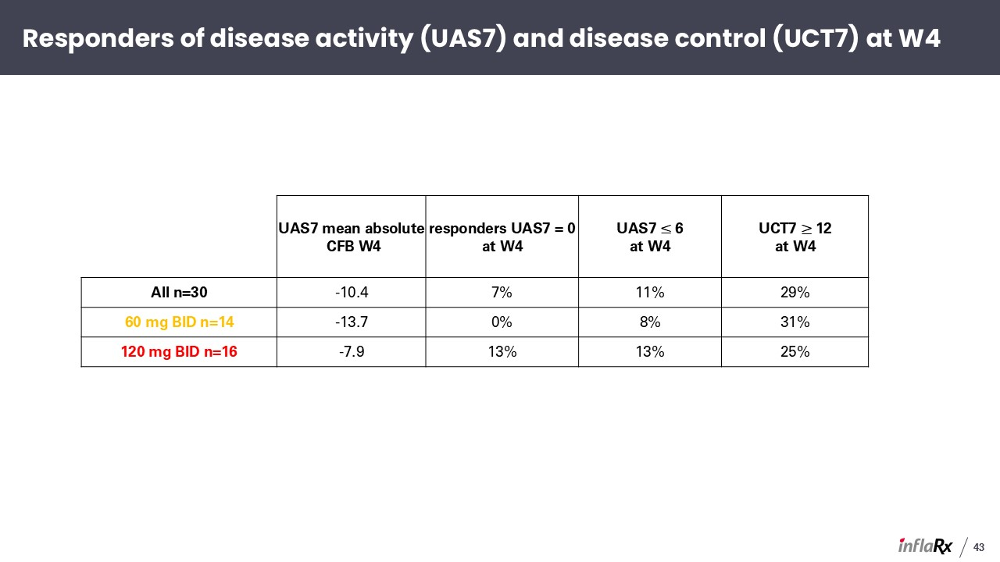 Responders of disease activity (UAS7) and disease control (UCT7) at W4
UAS7 mean absolute CFB W4 | responders UAS7 = 0 at W4 | UAS7 ≤ 6 at W4 | UCT7 ≥ 12 at W4
All n=30 | -10.4 | 7% | 11% | 29%
60 mg BID n=14 | -13.7 | 0% | 8% | 31%
120 mg BID n=16 | -7.9 | 13% | 13% | 25%
inflaRx / 43